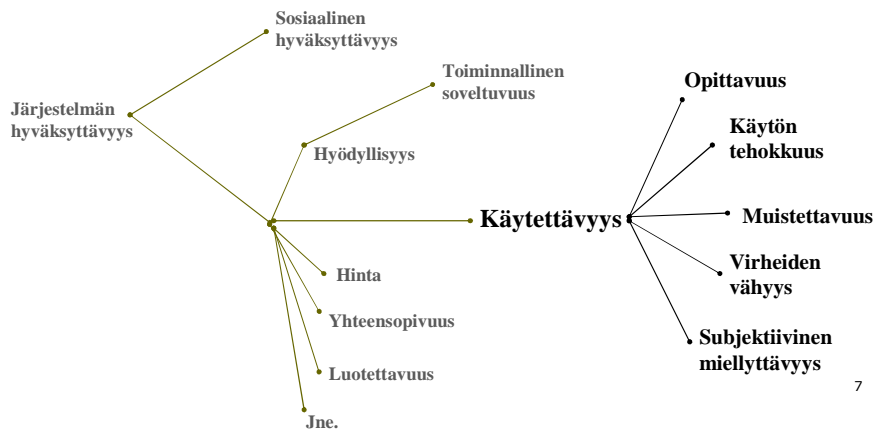 Sosiaalinen
hyväksyttävyys
Järjestelmän
hyväksyttävyys
Toiminnallinen
soveltuvuus
Hyödyllisyys
Käytettävyys
Hinta
Yhteensopivuus
Luotettavuus
Jne.
Opittavuus
Käytön
tehokkuus
Muistettavuus
Virheiden
vähyys
Subjektiivinen
miellyttävyys
7